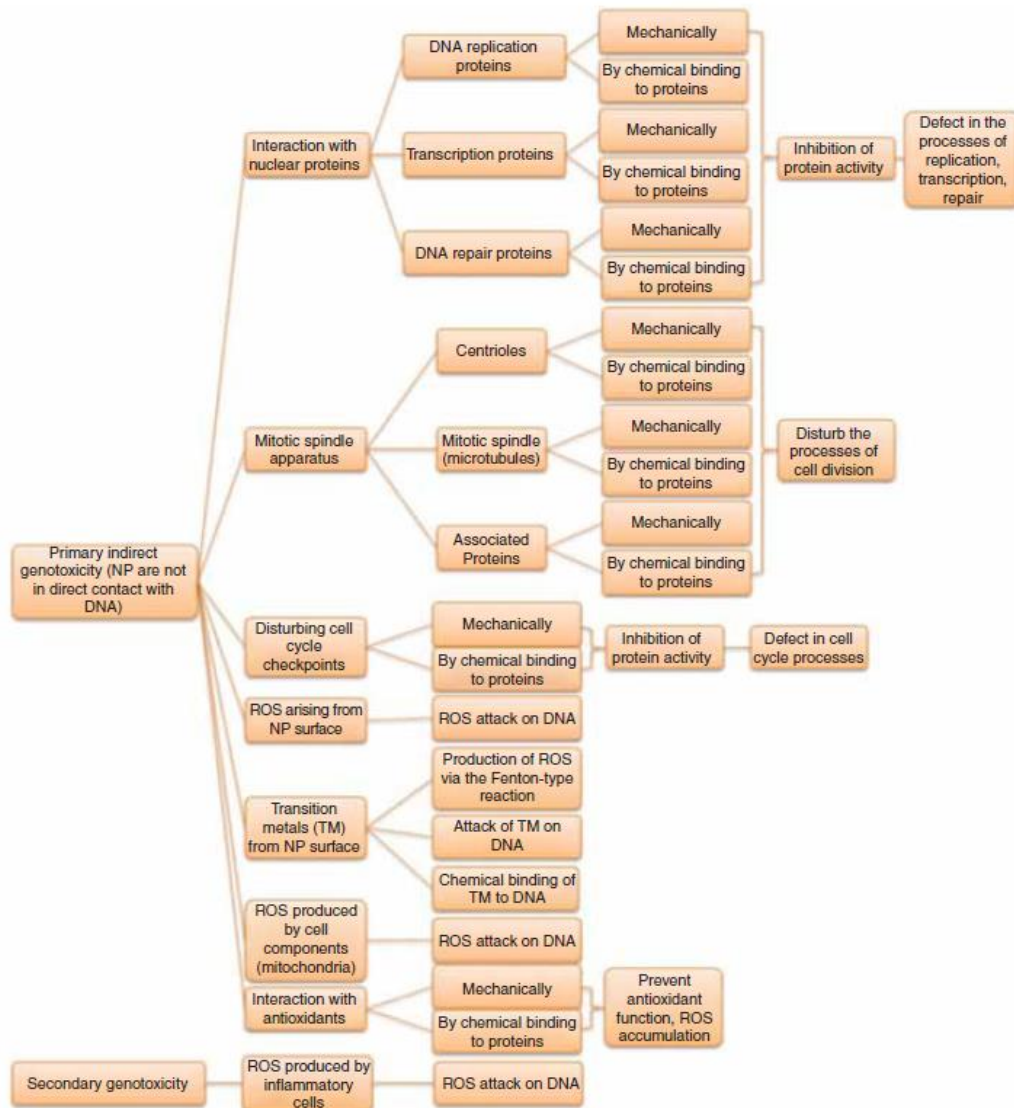 Primary indirect
genotoxicity (NP are not
in direct contact with
DNA)
Interaction with
nuclear proteins
DNA replication
proteins
Mechanically
By chemical binding
to proteins
Transcription proteins
Mechanically
By chemical binding
to proteins
DNA repair proteins
Mechanically
By chemical binding
to proteins
Inhibition of
protein activity
Defect in the
processes of
replication,
transcription,
repair
Mitotic spindle
apparatus
Centrioles
Mechanically
By chemical binding
to proteins
Mitotic spindle
(microtubules)
Mechanically
By chemical binding
to proteins
Associated
Proteins
Mechanically
By chemical binding
to proteins
Disturb the
processes of
cell division
Disturbing cell
cycle checkpoints
Mechanically
By chemical binding
to proteins
Inhibition of
protein activity
Defect in cell
cycle processes
ROS arising from
NP surface
ROS attack on DNA
Transition
metals (TM)
from NP surface
Production of ROS
via the Fenton-type
reaction
Attack of TM on
DNA
Chemical binding of
TM to DNA
ROS produced
by cell
components
(mitochondria)
ROS attack on DNA
Interaction with
antioxidants
Mechanically
By chemical binding
to proteins
Prevent
antioxidant
function, ROS
accumulation
Secondary genotoxicity
ROS produced by
inflammatory
cells
ROS attack on DNA